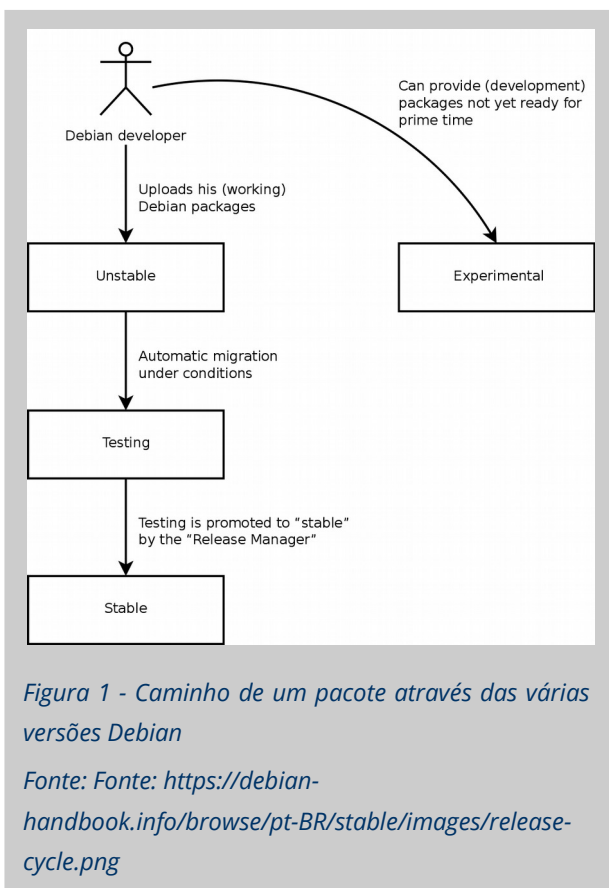 Can provide (development)
packages not yet ready for
prime time
Debian developer
Uploads his (working)
Debian packages
Unstable
Experimental
Automatic migration
under conditions
Testing
Testing is promoted to “stable”
by the “Release Manager”
Stable
Figura 1 - Caminho de um pacote através das várias
versões Debian
Fonte: Fonte: https://debian-
handbook.info/browse/pt-BR/stable/images/release-
cycle.png